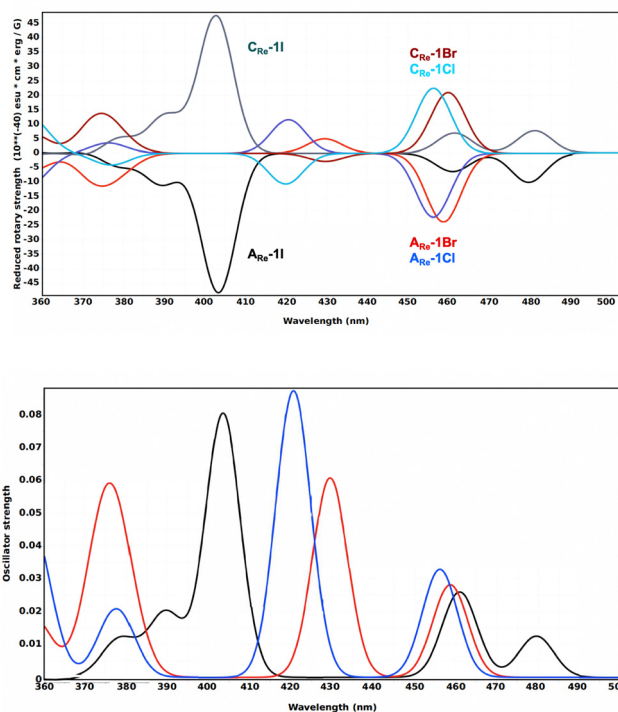 45
40
35
30
25
20
15
10
5
0
-5
-10
-15
-20
-25
-30
-35
-40
-45
Reduced rotary strength (10**(-40) esu * cm * erg / G)
C_Re-1I
C_Re-1Br
C_Re-1Cl
A_Re-1I
A_Re-1Br
A_Re-1Cl
360 370 380 390 400 410 420 430 440 450 460 470 480 490 500
Wavelength (nm)
0.08
0.07
0.06
0.05
0.04
0.03
0.02
0.01
0
Oscillator strength
360 370 380 390 400 410 420 430 440 450 460 470 480 490 500
Wavelength (nm)